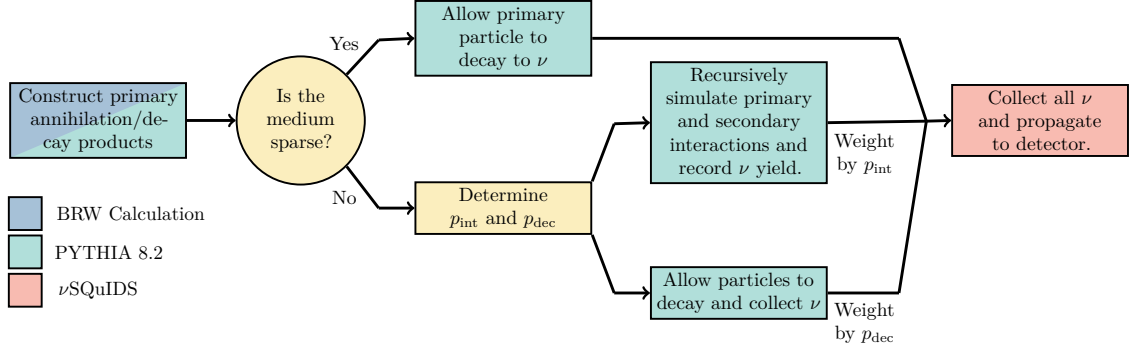 Construct primary
annihilation/de-
cay products
Is the
medium
sparse?
Yes
No
Allow primary
particle to
decay to ν
Determine
p_int and p_dec
Recursively
simulate primary
and secondary
interactions and
record ν yield.
Weight
by p_int
Allow particles to
decay and collect ν
Weight
by p_dec
Collect all ν
and propagate
to detector.
BRW Calculation
PYTHIA 8.2
νSQuIDS